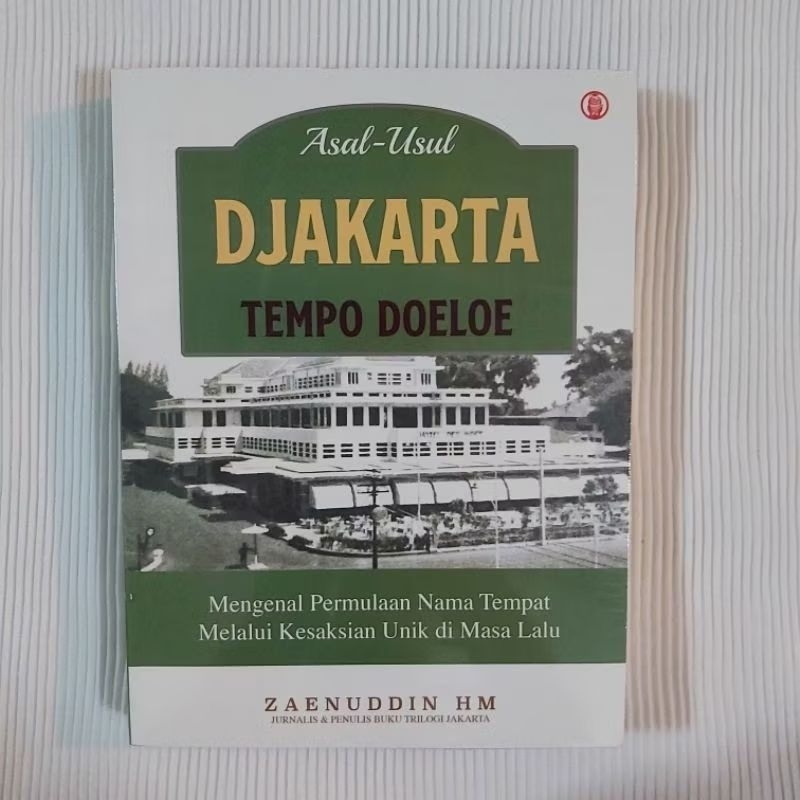 Asal-Usul
DJAKARTA
TEMPO DOELOE
Mengenal Permulaan Nama Tempat
Melalui Kesaksian Unik di Masa Lalu
ZAENUDDIN HM
JURNALIS & PENULIS BUKU TRILOGI JAKARTA